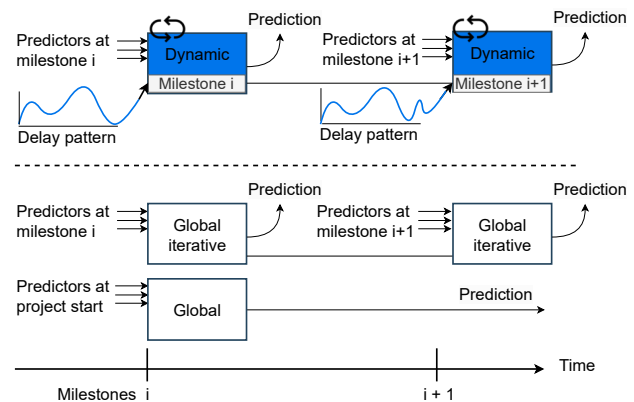 Prediction
Prediction
Predictors at
milestone i
Dynamic
Milestone i
Predictors at
milestone i+1
Dynamic
Milestone i+1
Delay pattern
Delay pattern
Prediction
Prediction
Predictors at
milestone i
Global
iterative
Predictors at
milestone i+1
Global
iterative
Predictors at
project start
Global
Prediction
Time
Milestones i
i + 1